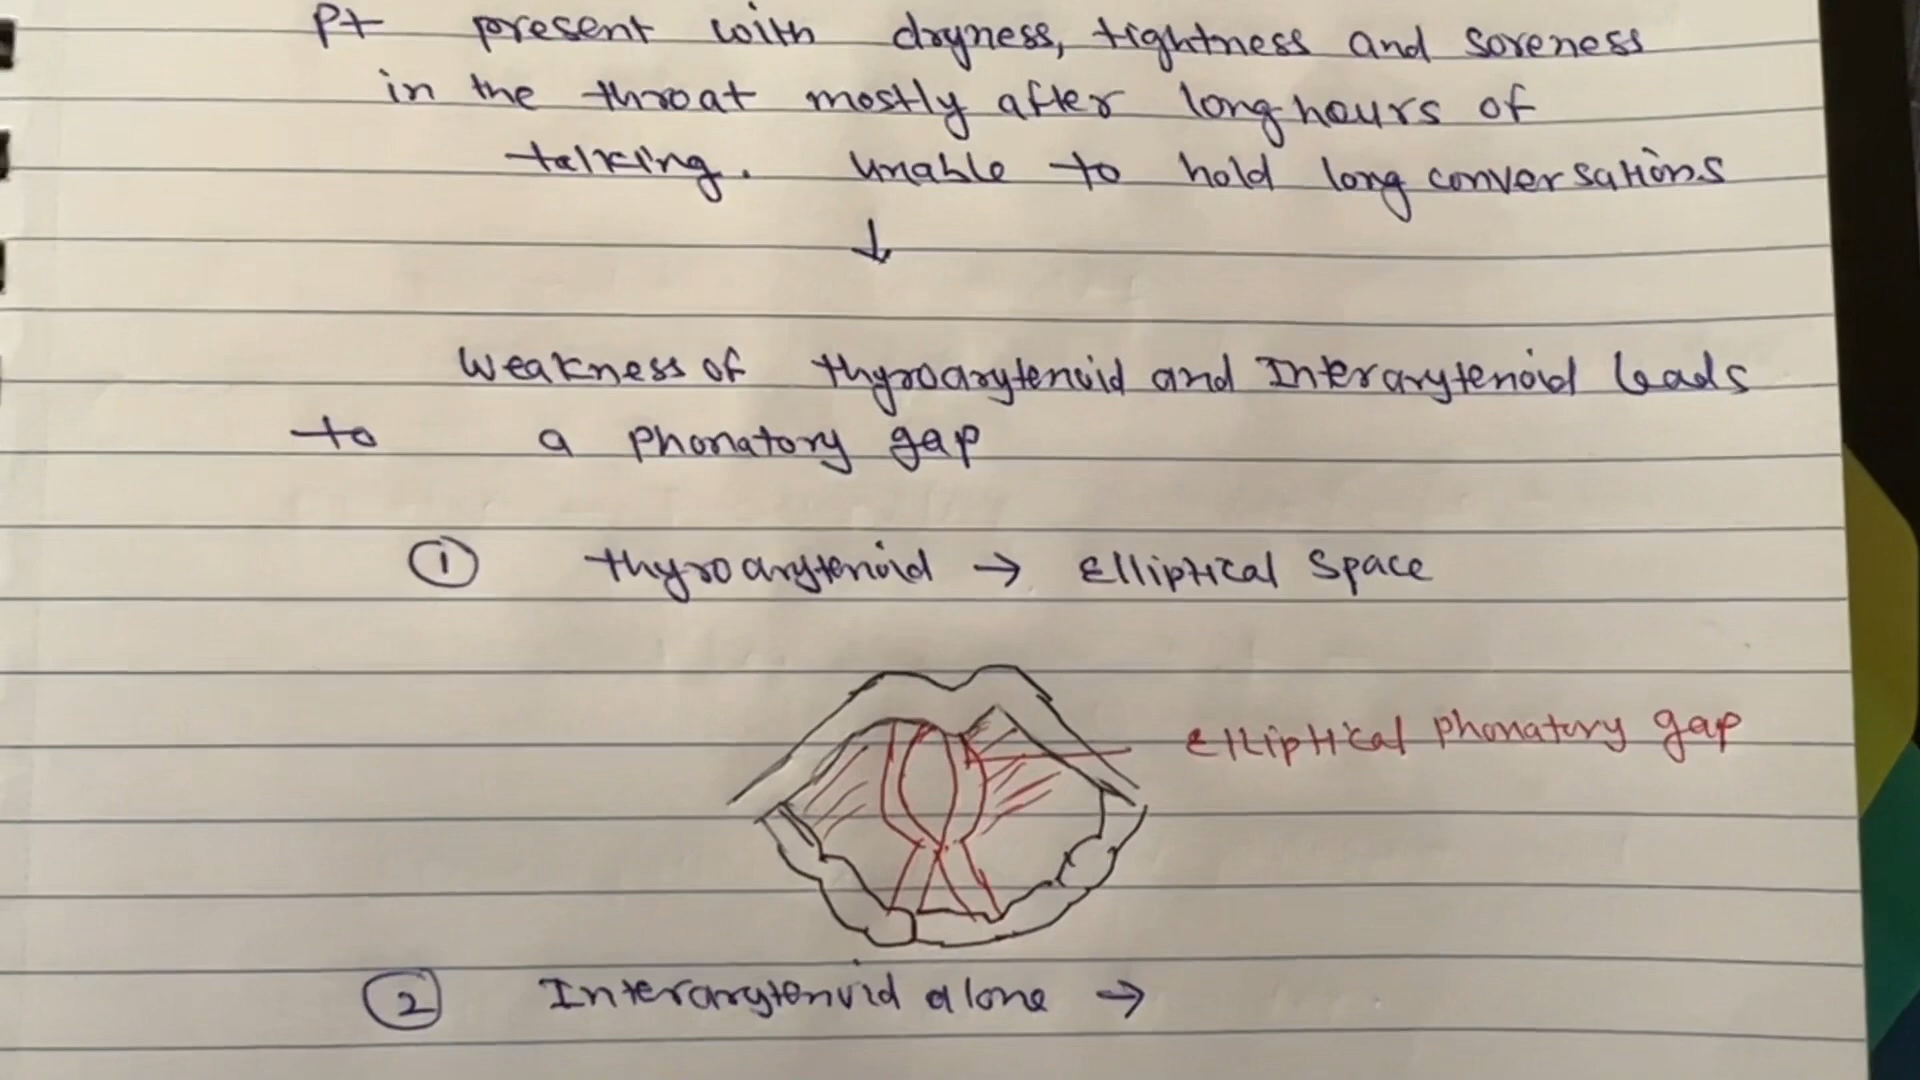 Pt present with dryness, tightness and soreness
in the throat mostly after long hours of
talking. Unable to hold long conversations
↓
Weakness of thyroarytenoid and Interarytenoid leads
to a phonatory gap
① thyroarytenoid → Elliptical Space
Elliptical phonatory gap
② Interarytenoid alone →